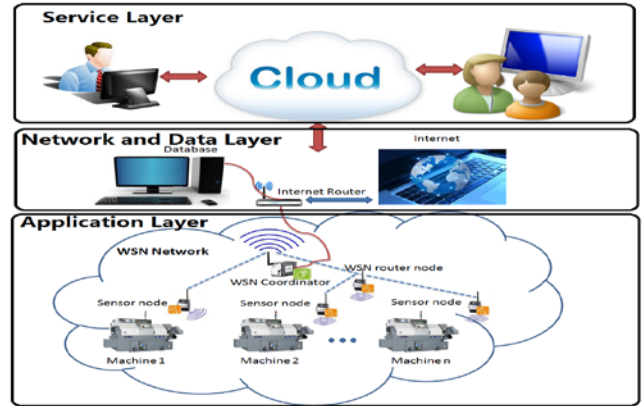 Service Layer
Cloud
Network and Data Layer
Database
Internet
Internet Router
Application Layer
WSN Network
WSN Coordinator
WSN router node
Sensor node
Sensor node
Sensor node
Machine 1
Machine 2
Machine n